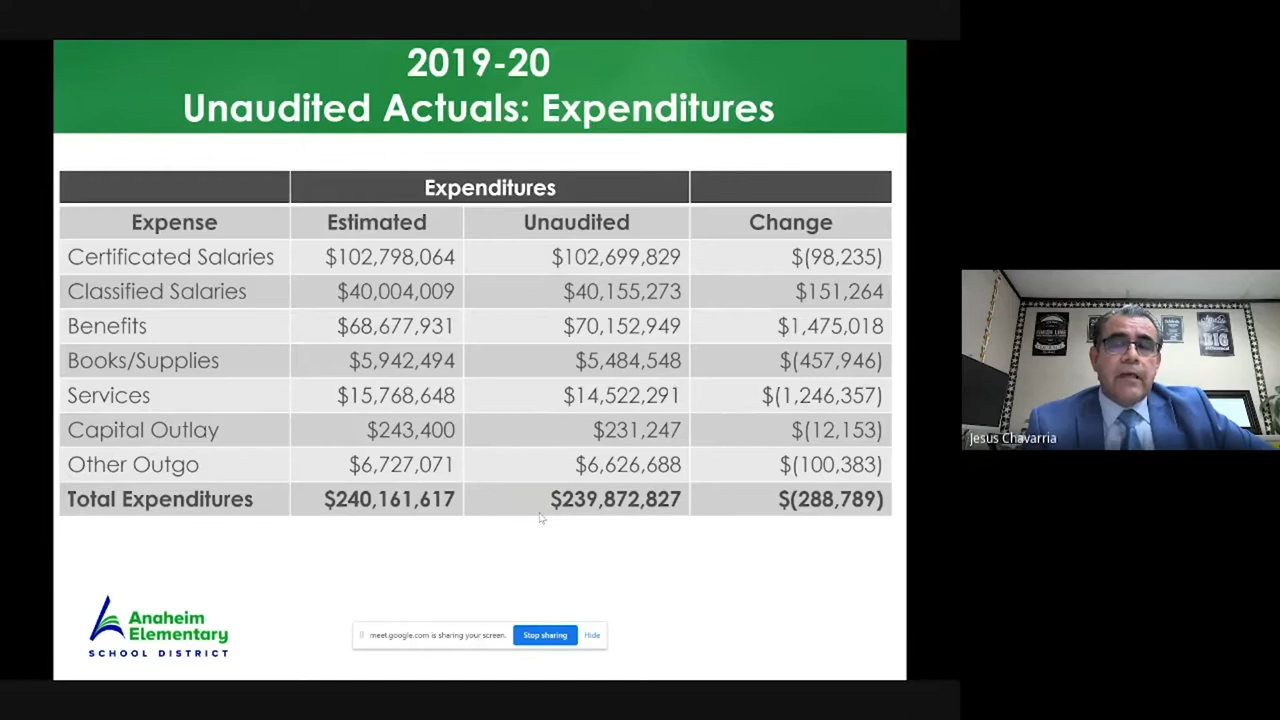 2019-20
Unaudited Actuals: Expenditures
Expenditures
Expense Estimated Unaudited Change
Certificated Salaries $102,798,064 $102,699,829 $(98,235)
Classified Salaries $40,004,009 $40,155,273 $151,264
Benefits $68,677,931 $70,152,949 $1,475,018
Books/Supplies $5,942,494 $5,484,548 $(457,946)
Services $15,768,648 $14,522,291 $(1,246,357)
Capital Outlay $243,400 $231,247 $(12,153)
Other Outgo $6,727,071 $6,626,688 $(100,383)
Total Expenditures $240,161,617 $239,872,827 $(288,789)
Anaheim
Elementary
SCHOOL DISTRICT
meet.google.com is sharing your screen. Stop sharing Hide
BIG
Jesus Chavarria